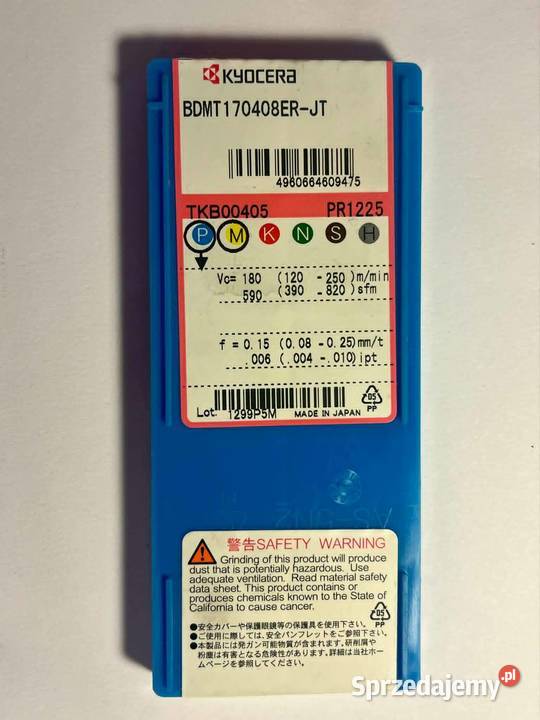 KYOCERA
BDMT170408ER-JT
4960664609475
TKB00405 PR1225
P M K N S H
Vc= 180 (120 -250)m/min
590 (390 -820)sfm
f = 0.15 (0.08 - 0.25)mm/t
.006 (.004 -.010)ipt
Lot. 1299P5M MADE IN JAPAN
05
PP
警告SAFETY WARNING
Grinding of this product will produce
dust that is potentially hazardous. Use
adequate ventilation. Read material safety
data sheet. This product contains or
produces chemicals known to the State of
California to cause cancer.
05
PP
●安全カバーや保護眼鏡等の保護具を使用下さい。
●ご使用に際しては、安全パンフレットをご参照下さい。
●本製品には発ガン可能物質が含まれます。研削屑や
粉塵は有害となる危険性があります。詳細は当社ホー
ムページを参照してください。
Sprzedajemy.pl